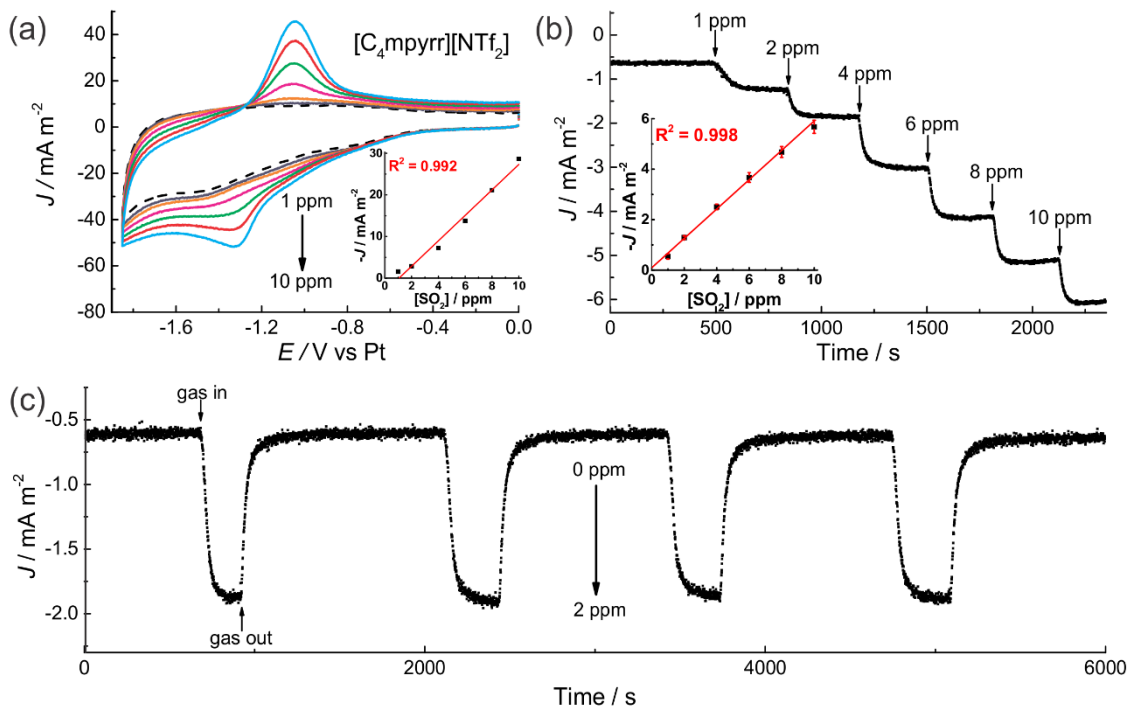 (a)
[C₄mpyrr][NTf₂]
J / mA m⁻²
40
20
0
-20
-40
-60
-80
-1.6
-1.2
-0.8
-0.4
0.0
E / V vs Pt
1 ppm
10 ppm
R² = 0.992
-J / mA m⁻²
30
20
10
0
0
2
4
6
8
10
[SO₂] / ppm
(b)
J / mA m⁻²
0
-1
-2
-3
-4
-5
-6
1 ppm
2 ppm
4 ppm
6 ppm
8 ppm
10 ppm
R² = 0.998
-J / mA m⁻²
6
4
2
0
0
2
4
6
8
10
[SO₂] / ppm
0
500
1000
1500
2000
Time / s
(c)
J / mA m⁻²
-0.5
-1.0
-1.5
-2.0
gas in
gas out
0 ppm
2 ppm
0
2000
4000
6000
Time / s